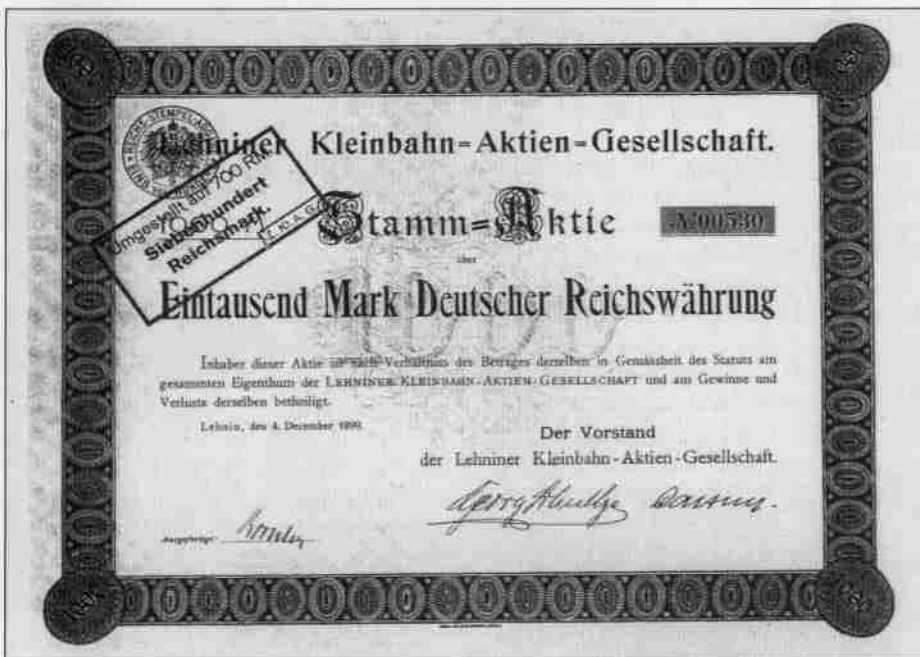 Lehniner Kleinbahn=Aktien=Gesellschaft.
Umgestellt auf 700 RM
Siebenhundert
Reichsmark.
Stamm=Aktie
№00530
über
Eintausend Mark Deutscher Reichswährung
Inhaber dieser Aktie ist nach Verhältniss des Betrages derselben in Gemässheit des Statuts am
gesammten Eigenthum der LEHNINER KLEINBAHN-AKTIEN-GESELLSCHAFT und am Gewinne und
Verluste derselben betheiligt.
Lehnin, den 4. December 1899.
Der Vorstand
der Lehniner Kleinbahn-Aktien-Gesellschaft.
Ausgefertigt: